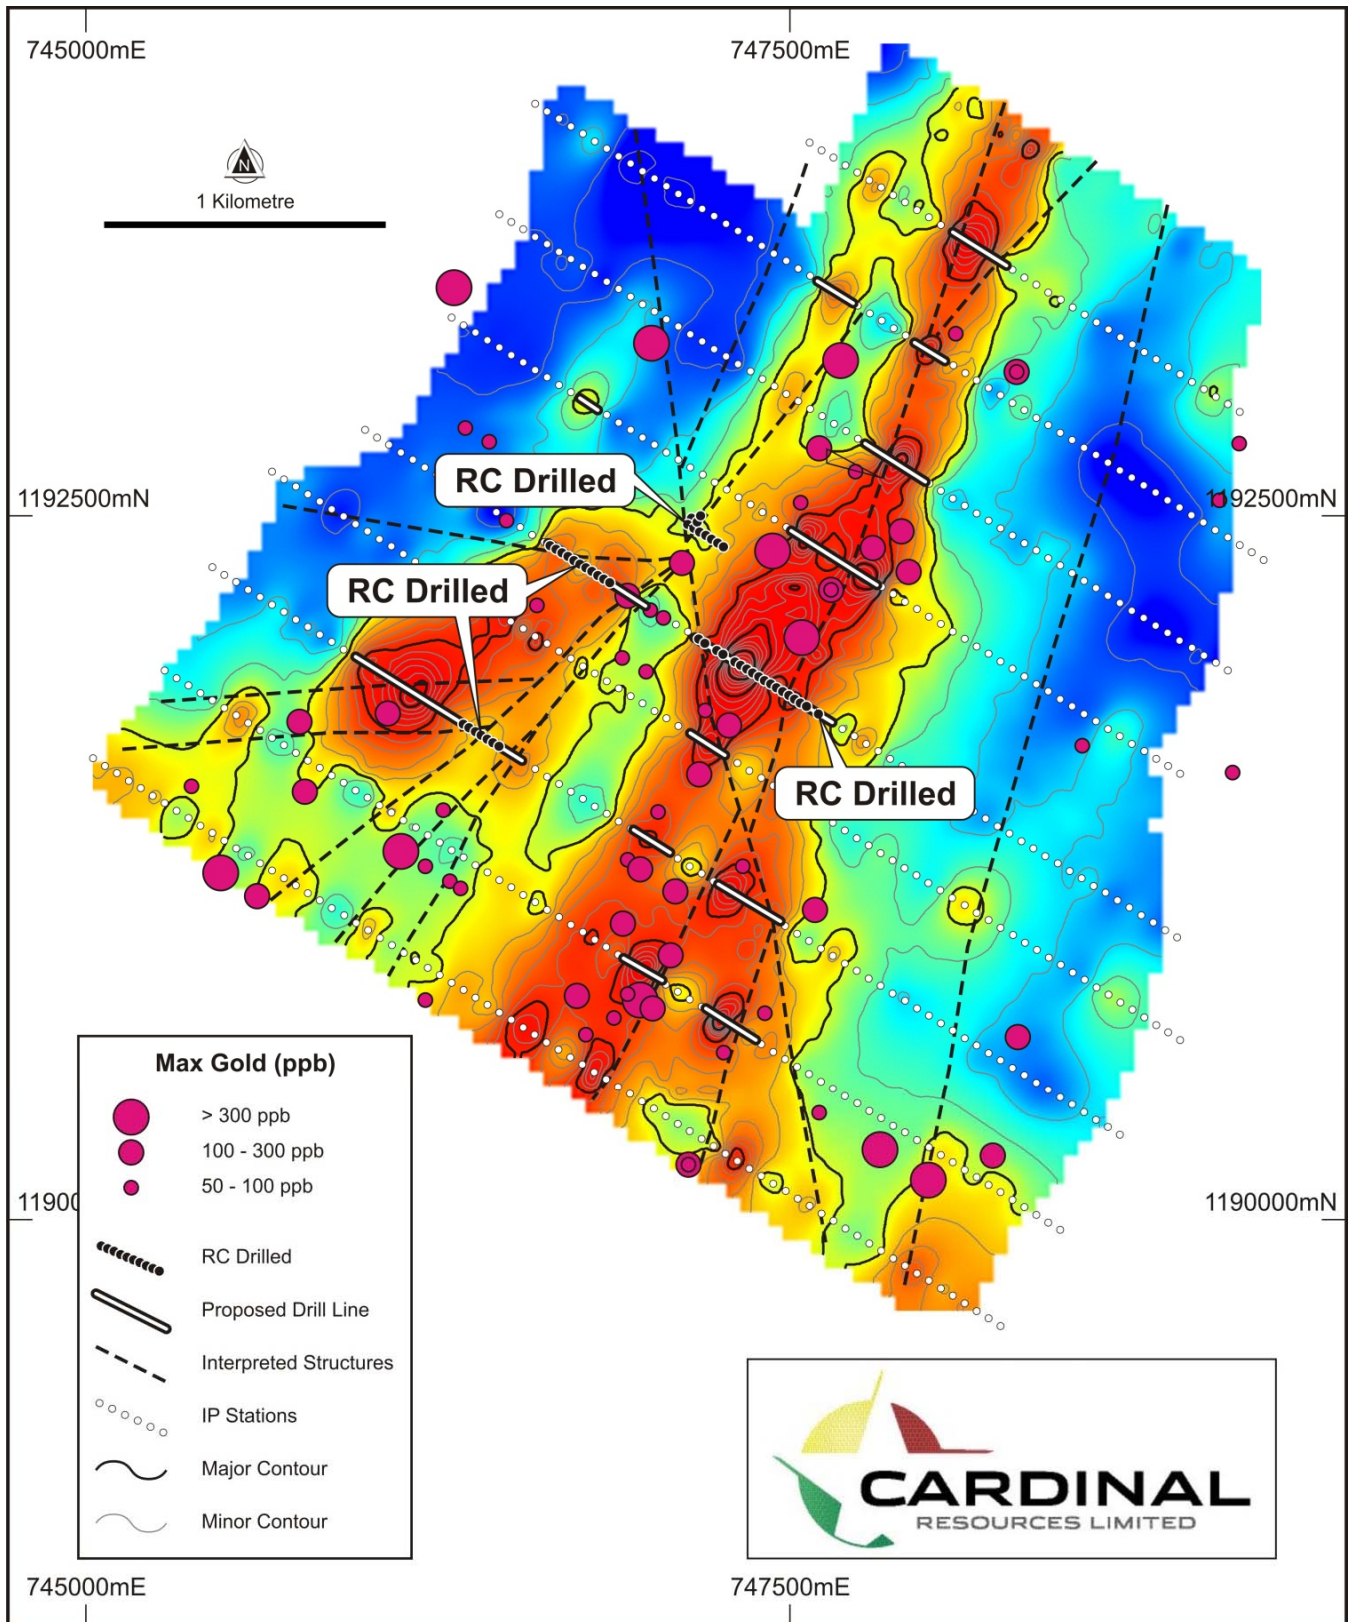 745000mE
747500mE
N
1 Kilometre
RC Drilled
1192500mN
1192500mN
RC Drilled
RC Drilled
Max Gold (ppb)
> 300 ppb
100 - 300 ppb
50 - 100 ppb
11900
1190000mN
RC Drilled
Proposed Drill Line
Interpreted Structures
IP Stations
Major Contour
Minor Contour
CARDINAL
RESOURCES LIMITED
745000mE
747500mE